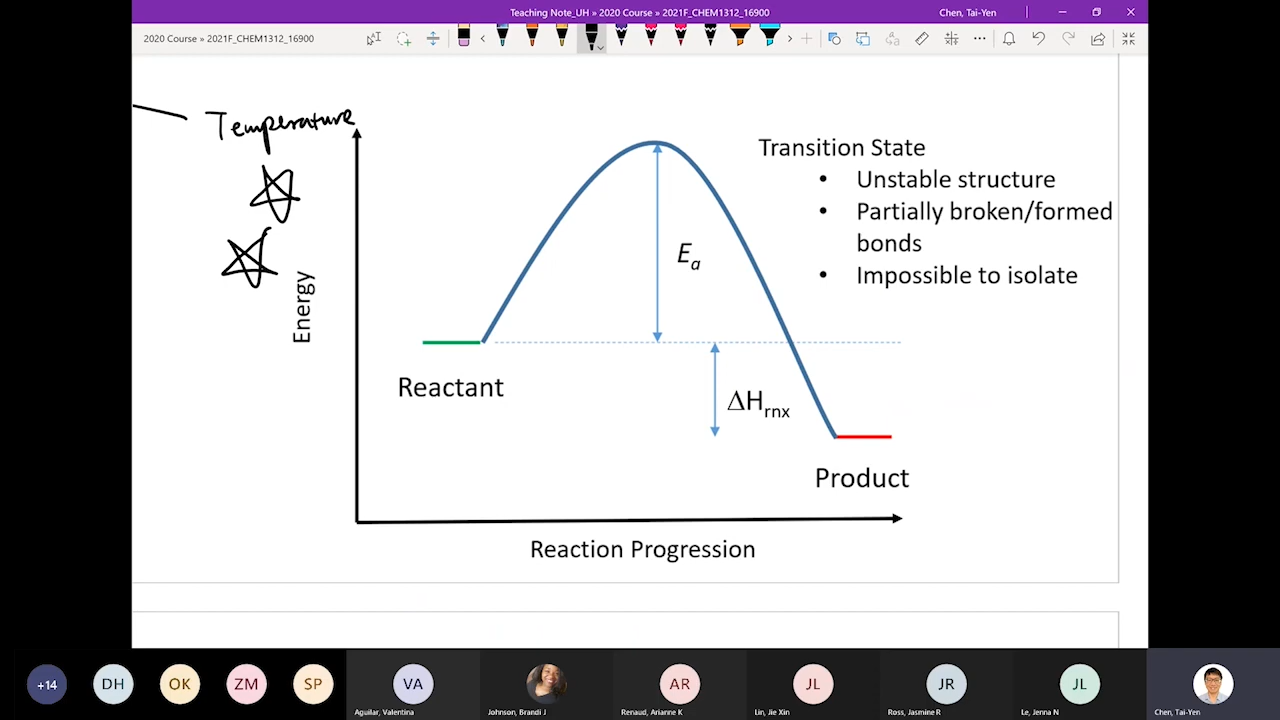 Teaching Note_UH » 2020 Course » 2021F_CHEM1312_16900
Chen, Tai-Yen
2020 Course » 2021F_CHEM1312_16900
Temperature
Transition State
• Unstable structure
• Partially broken/formed
bonds
• Impossible to isolate
Eₐ
Energy
Reactant
ΔHrnx
Product
Reaction Progression
+14
DH
OK
ZM
SP
VA
AR
JL
JR
JL
Aguilar, Valentina
Johnson, Brandi J
Renaud, Arianne K
Lin, Jie Xin
Ross, Jasmine R
Le, Jenna N
Chen, Tai-Yen